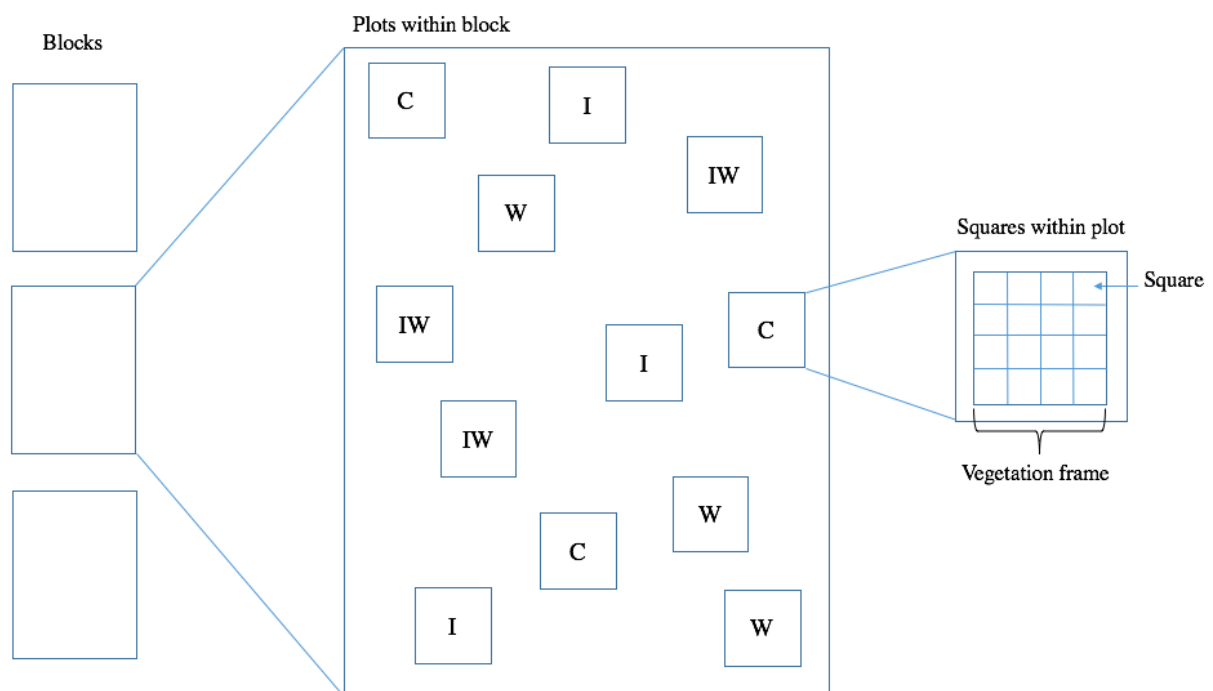 Blocks
Plots within block
C
I
IW
W
IW
I
C
IW
W
C
I
W
Squares within plot
Square
Vegetation frame